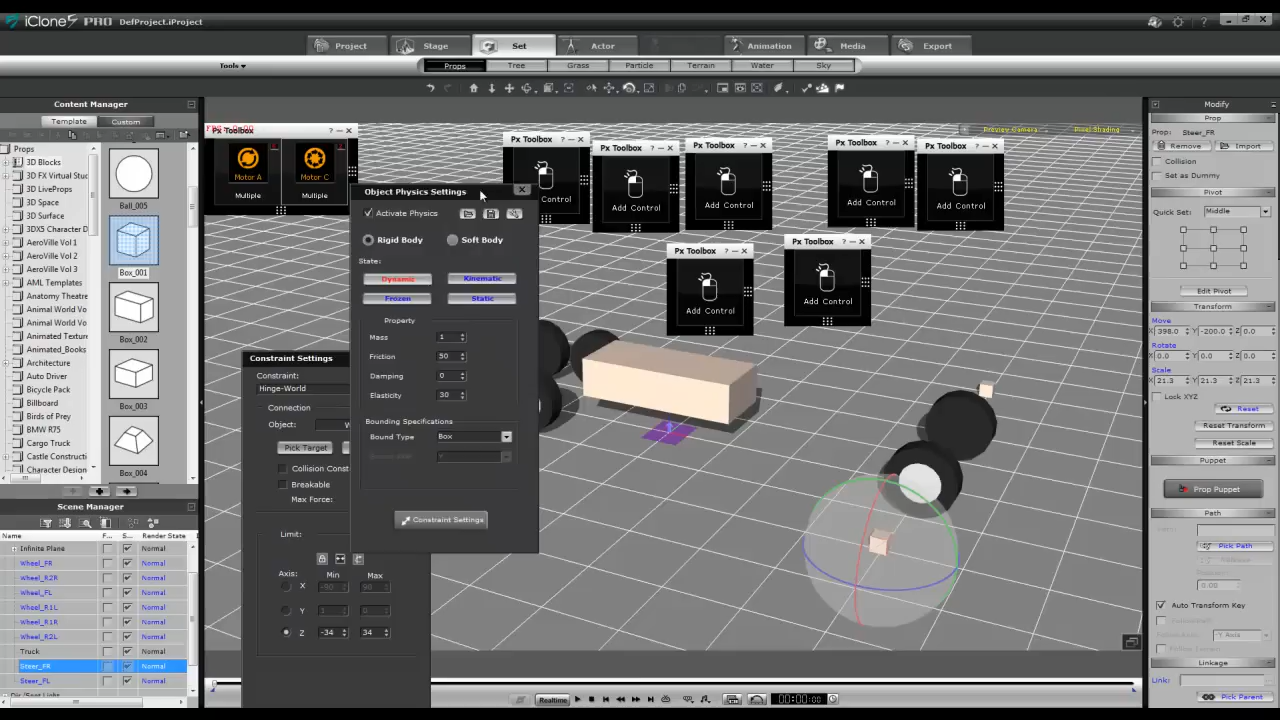 iClone5 PRO DefProject.iProject
Project Stage Set Actor Animation Media Export
Tools Props Tree Grass Particle Terrain Water Sky
Content Manager
Template Custom
Props
3D Blocks
3D FX Virtual Stud
3D LiveProps
3D Space
3D Surface
3DXS Character D
AeroVille Vol 1
AeroVille Vol 2
AeroVille Vol 3
AML Templates
Anatomy Theatre
Animal World Vo
Animal World Vo
Animated Textur
Animated_Books
Architecture
Auto Driver
Bicycle Pack
Billboard
Birds of Prey
BMW R75
Cargo Truck
Castle Constructi
Character Design
Ball_005
Box_001
Box_002
Box_003
Box_004
Scene Manager
Name F... S... Render State
Infinite Plane Normal
Wheel_FR Normal
Wheel_R2R Normal
Wheel_FL Normal
Wheel_R1L Normal
Wheel_R1R Normal
Wheel_R2L Normal
Truck Normal
Steer_FR Normal
Steer_FL Normal
Px Toolbox ? — ×
Motor A Motor C
Multiple Multiple
Px Toolbox ? — ×
Px Toolbox ? — ×
Add Control
Px Toolbox ? — ×
Add Control
Px Toolbox ? — ×
Add Control
Px Toolbox ? — ×
Add Control
Px Toolbox ? — ×
Add Control
Px Toolbox ? — ×
Add Control
Preview Camera Pixel Shading
Object Physics Settings
Activate Physics
Rigid Body Soft Body
State:
Dynamic Kinematic
Frozen Static
Property
Mass 1
Friction 50
Damping 0
Elasticity 30
Bounding Specifications
Bound Type Box
Constraint Settings
Constraint Settings
Constraint:
Hinge-World
Connection
Object:
Pick Target
Collision Const
Breakable
Max Force:
Limit:
Axis: Min Max
X -90 90
Y 1 0
Z -34 34
Realtime 00:00:00
Modify
Prop
Prop: Steer_FR
Remove Import
Collision
Set as Dummy
Pivot
Quick Set: Middle
Edit Pivot
Transform
Move
X 398.0 Y -200.0 Z 0.0
Rotate
X 0.0 Y 0.0 Z 0.0
Scale
X 21.3 Y 21.3 Z 21.3
Lock XYZ
Reset
Reset Transform
Reset Scale
Puppet
Prop Puppet
Path
Pick Path
Position:
0.00
Auto Transform Key
Y Axis
Linkage
Link:
Pick Parent